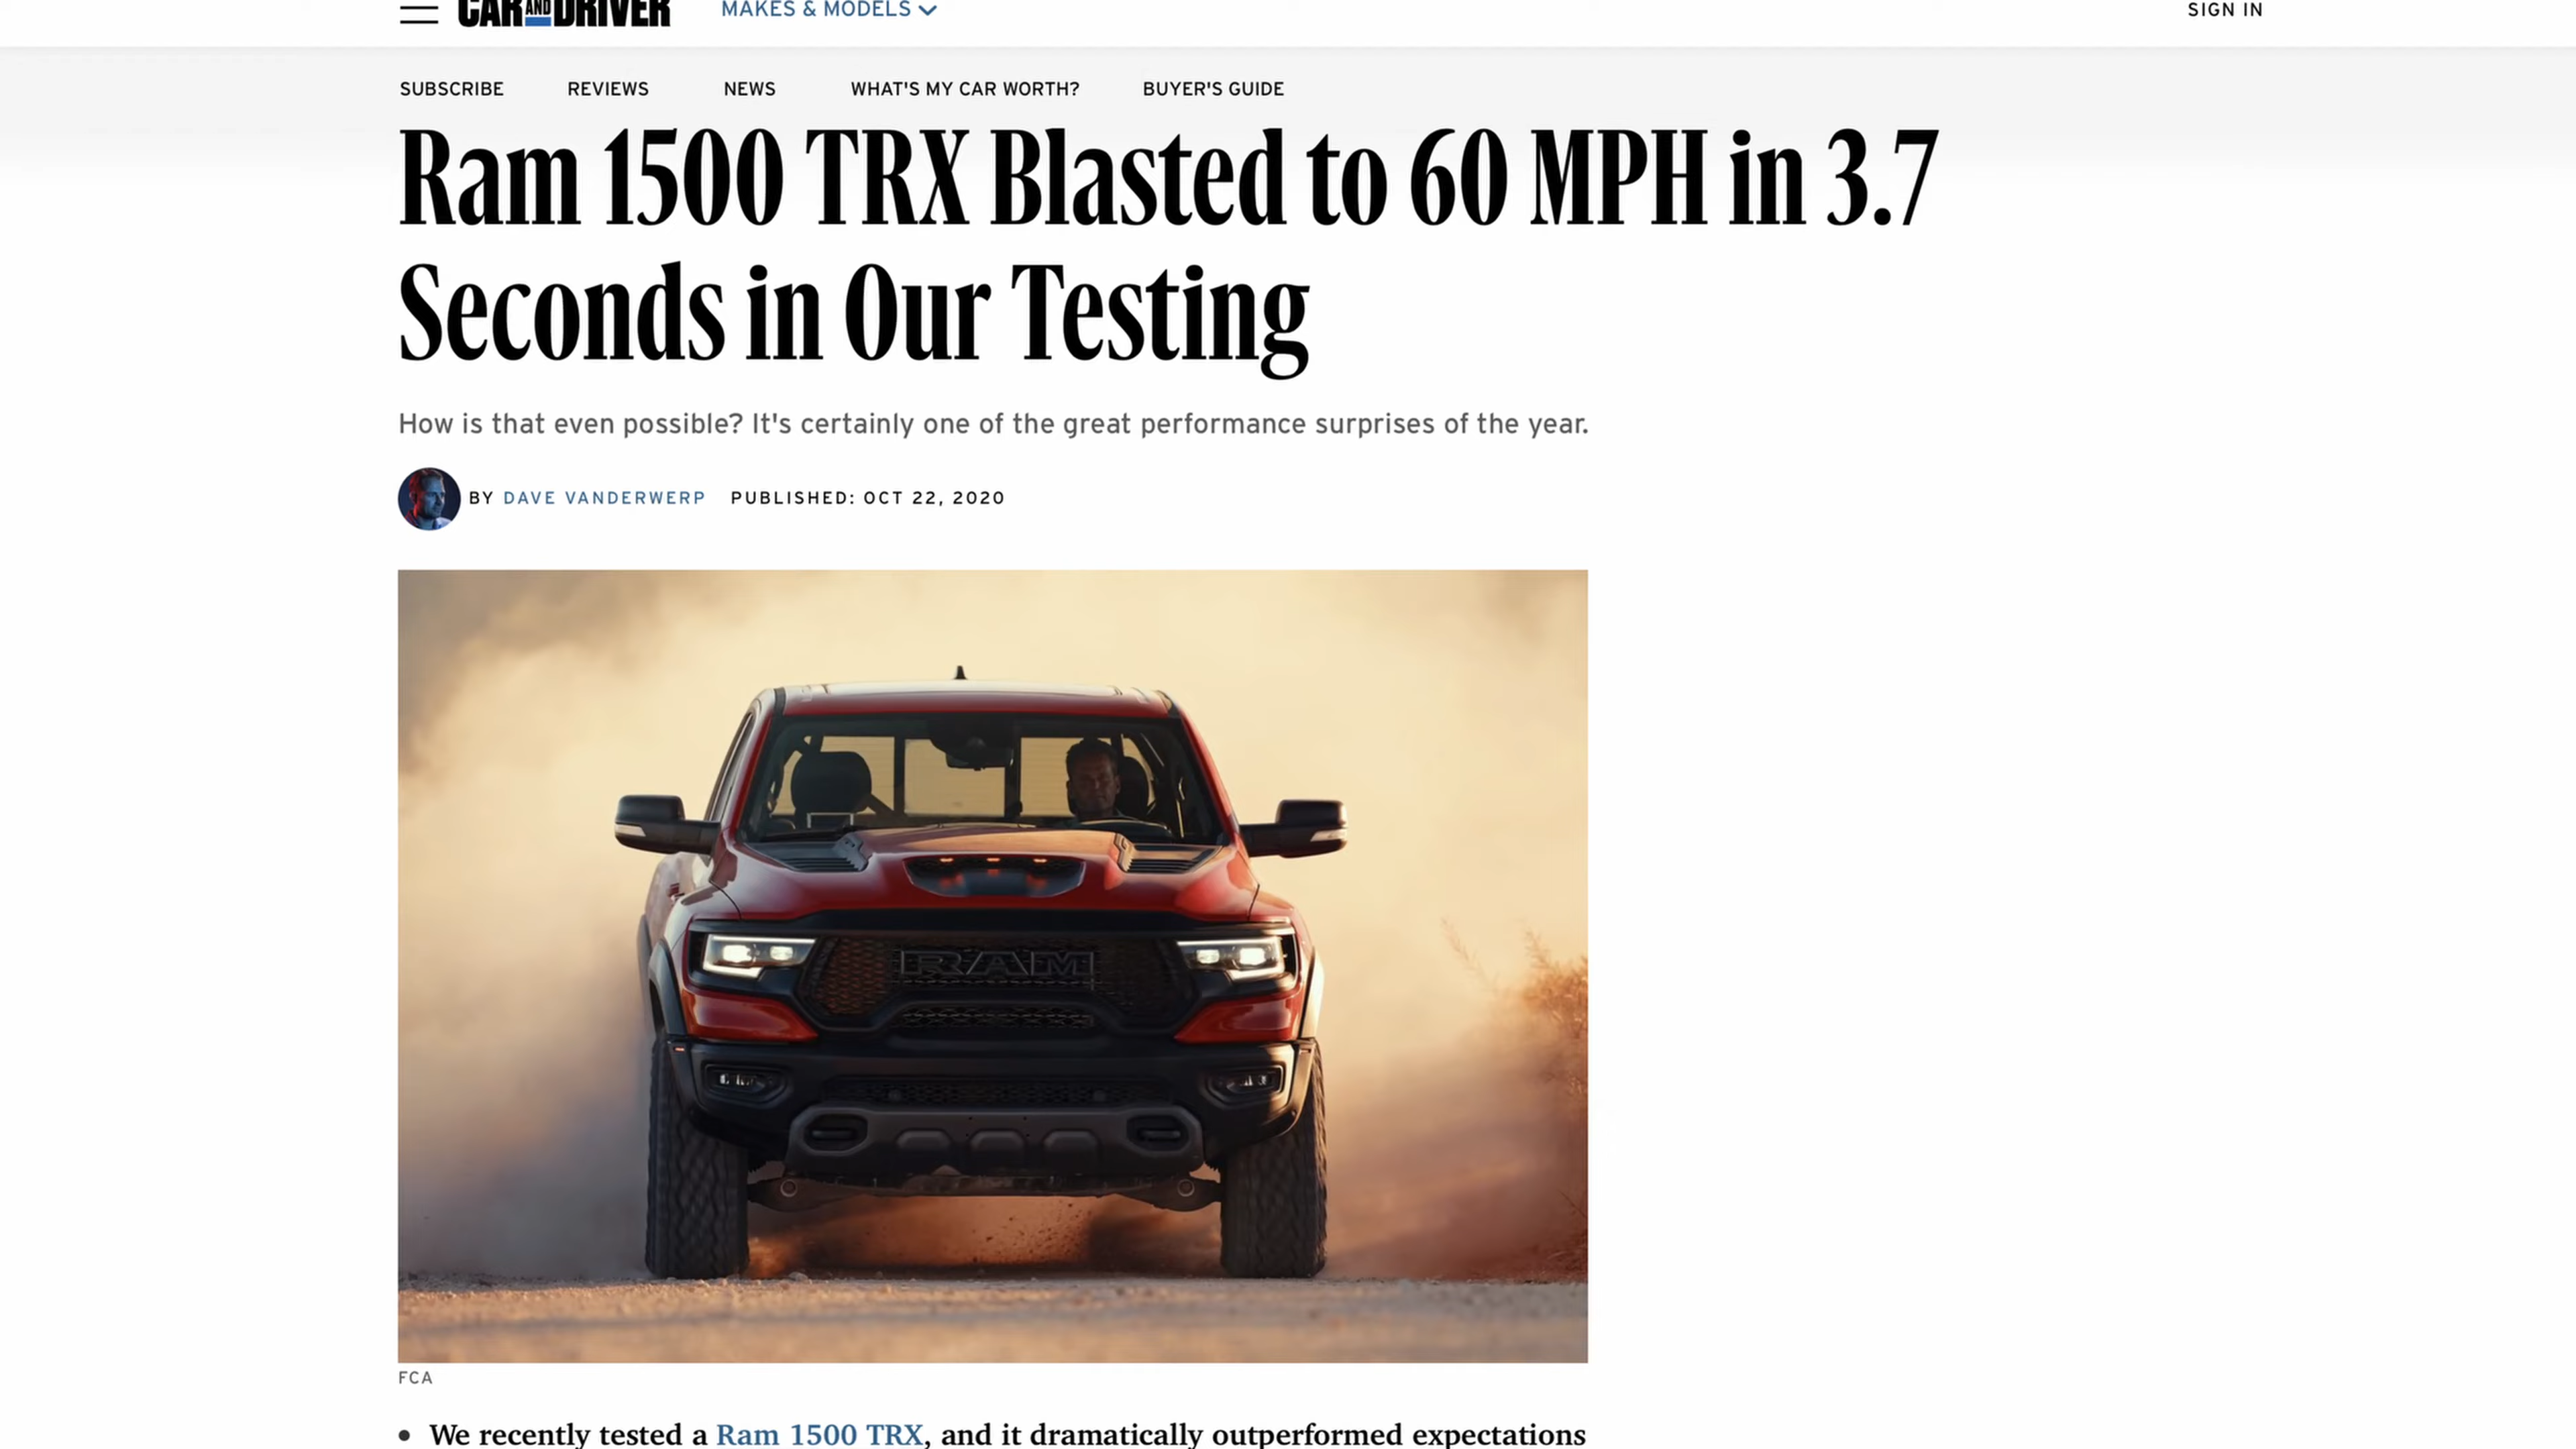 CAR AND DRIVER
MAKES & MODELS
SIGN IN
SUBSCRIBE REVIEWS NEWS WHAT'S MY CAR WORTH? BUYER'S GUIDE
Ram 1500 TRX Blasted to 60 MPH in 3.7
Seconds in Our Testing
How is that even possible? It's certainly one of the great performance surprises of the year.
BY DAVE VANDERWERP PUBLISHED: OCT 22, 2020
RAM
FCA
• We recently tested a Ram 1500 TRX, and it dramatically outperformed expectations